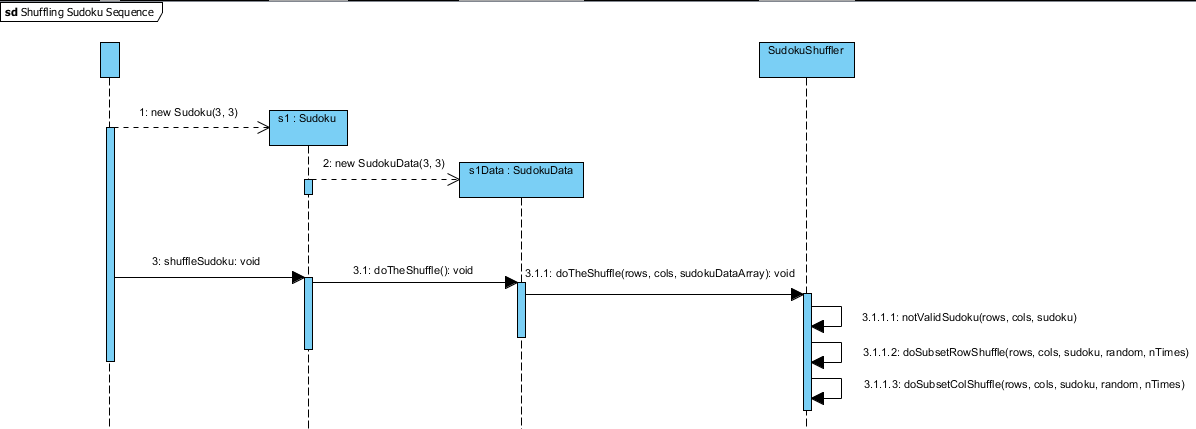 sd Shuffling Sudoku Sequence
SudokuShuffler
1: new Sudoku(3, 3)
s1 : Sudoku
2: new SudokuData(3, 3)
s1Data : SudokuData
3: shuffleSudoku: void
3.1: doTheShuffle(): void
3.1.1: doTheShuffle(rows, cols, sudokuDataArray): void
3.1.1.1: notValidSudoku(rows, cols, sudoku)
3.1.1.2: doSubsetRowShuffle(rows, cols, sudoku, random, nTimes)
3.1.1.3: doSubsetColShuffle(rows, cols, sudoku, random, nTimes)